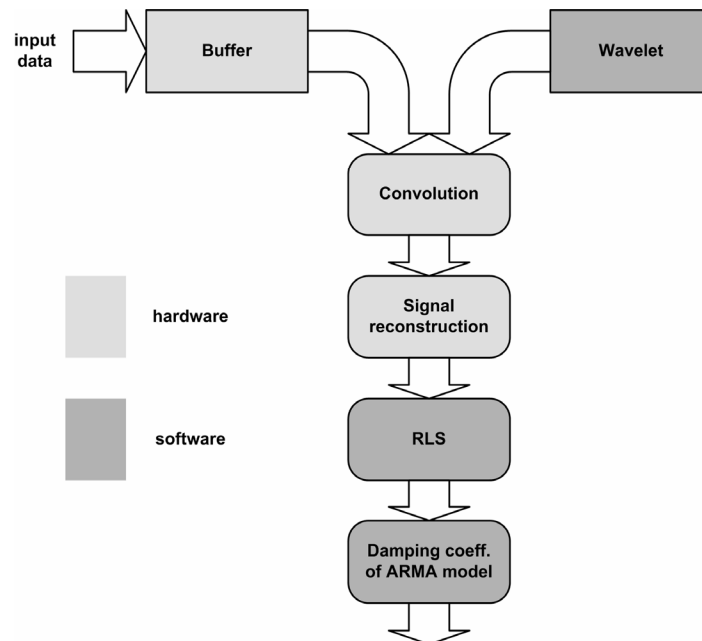 input
data
Buffer
Wavelet
Convolution
Signal
reconstruction
hardware
RLS
software
Damping coeff.
of ARMA model